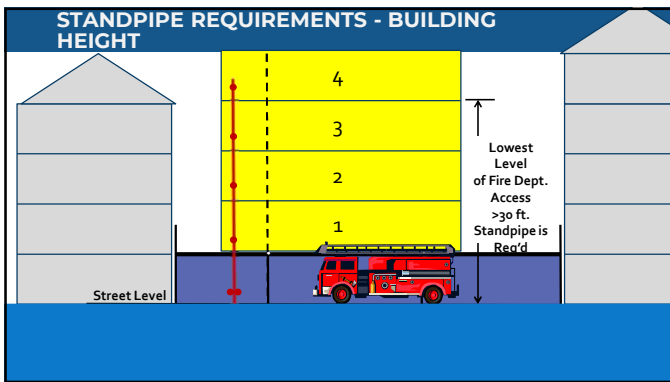 STANDPIPE REQUIREMENTS - BUILDING
HEIGHT
4
3
2
1
Lowest
Level
of Fire Dept.
Access
>30 ft.
Standpipe is
Req'd
Street Level